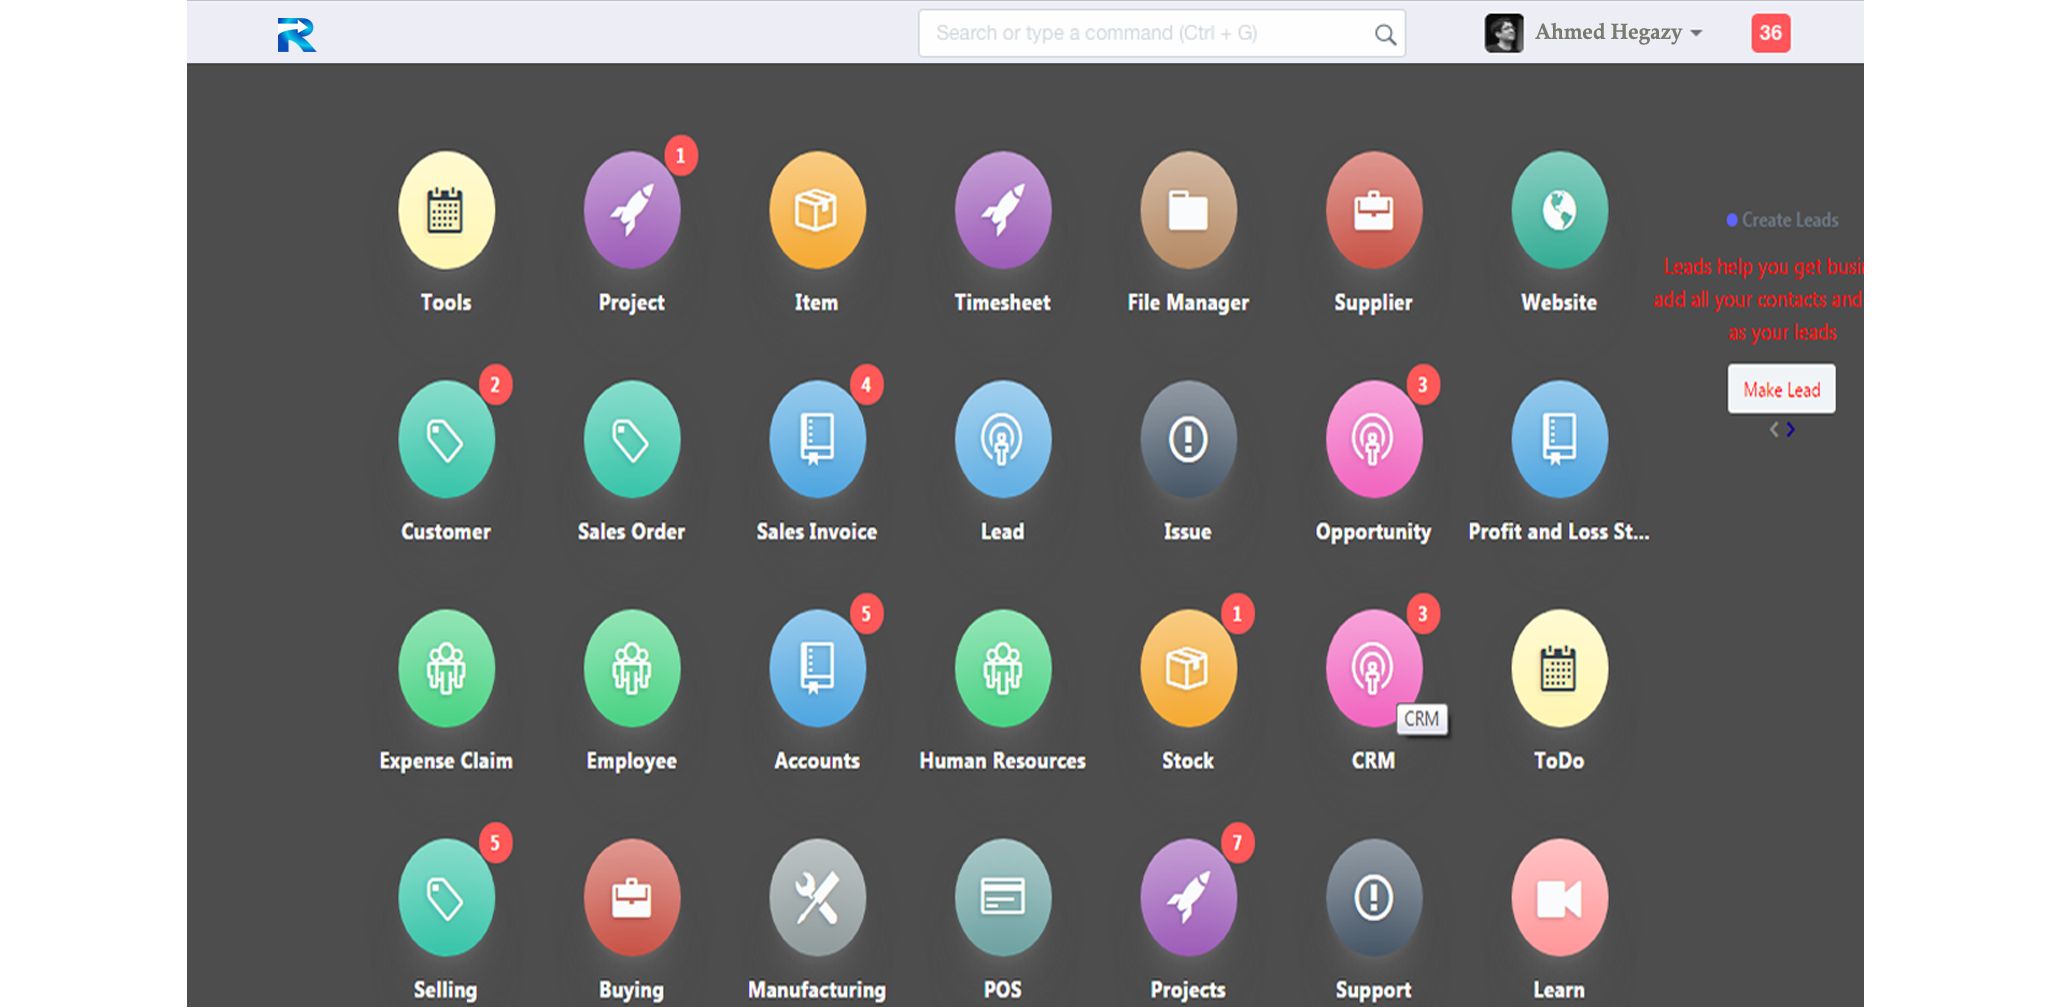 R
Search or type a command (Ctrl + G)
Ahmed Hegazy
36
1
Tools
Project
Item
Timesheet
File Manager
Supplier
Website
Create Leads
Leads help you get busi
add all your contacts and
as your leads
Make Lead
2
4
3
Customer
Sales Order
Sales Invoice
Lead
Issue
Opportunity
Profit and Loss St...
5
1
3
CRM
Expense Claim
Employee
Accounts
Human Resources
Stock
CRM
ToDo
5
7
Selling
Buying
Manufacturing
POS
Projects
Support
Learn